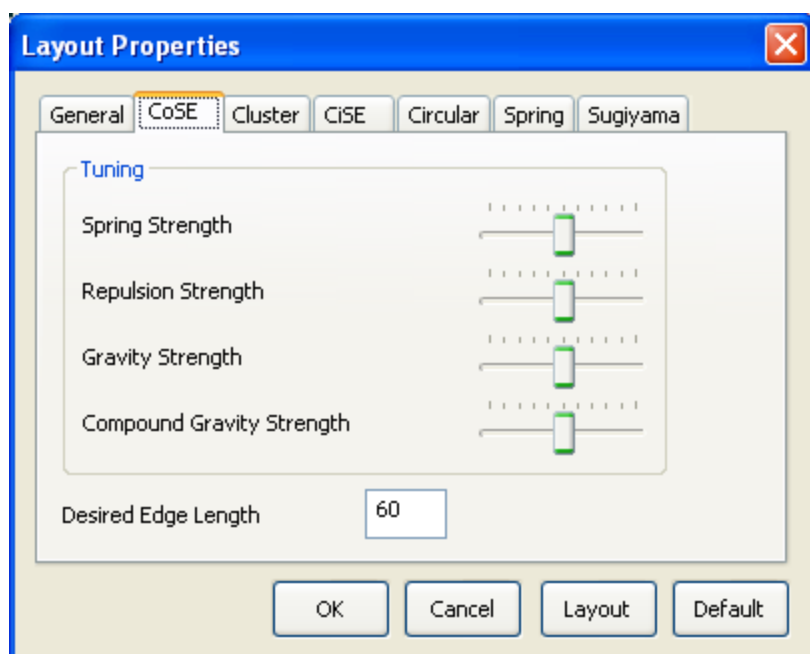 Layout Properties
General CoSE Cluster CiSE Circular Spring Sugiyama
Tuning
Spring Strength
Repulsion Strength
Gravity Strength
Compound Gravity Strength
Desired Edge Length 60
OK Cancel Layout Default